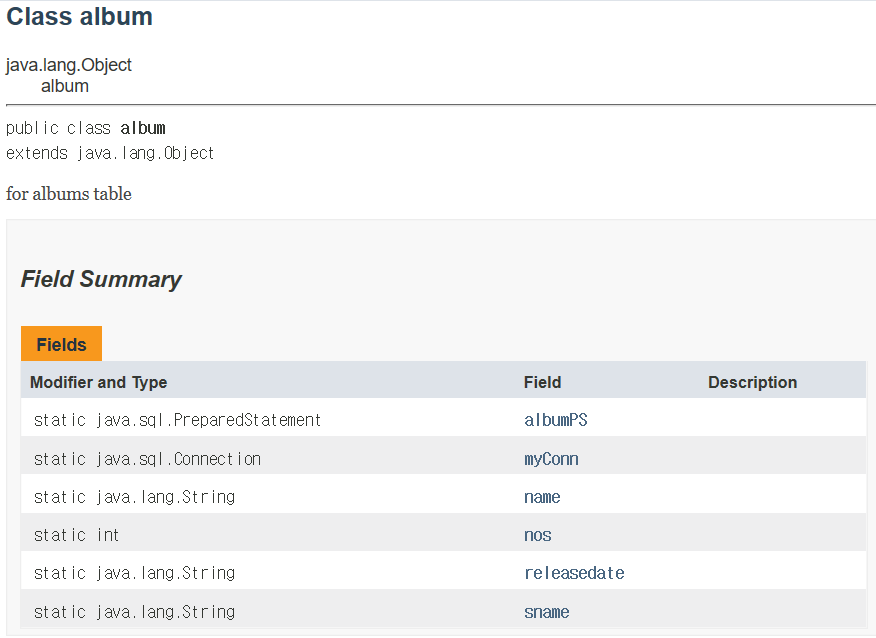 Class album
java.lang.Object
album
public class album
extends java.lang.Object
for albums table
Field Summary
Fields
Modifier and Type Field Description
static java.sql.PreparedStatement albumPS
static java.sql.Connection myConn
static java.lang.String name
static int nos
static java.lang.String releasedate
static java.lang.String sname